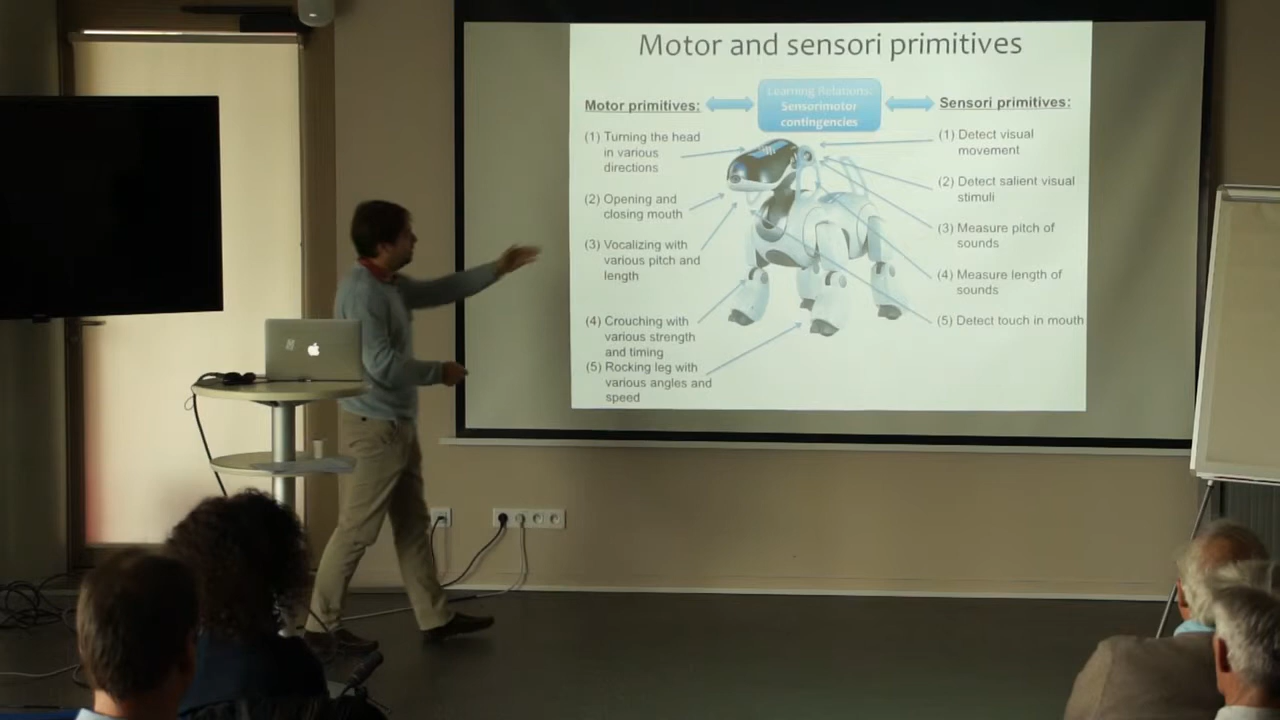 Motor and sensori primitives
Motor primitives:
Learning Relations:
Sensorimotor
contingencies
Sensori primitives:
(1) Turning the head
in various
directions
(2) Opening and
closing mouth
(3) Vocalizing with
various pitch and
length
(4) Crouching with
various strength
and timing
(5) Rocking leg with
various angles and
speed
(1) Detect visual
movement
(2) Detect salient visual
stimuli
(3) Measure pitch of
sounds
(4) Measure length of
sounds
(5) Detect touch in mouth